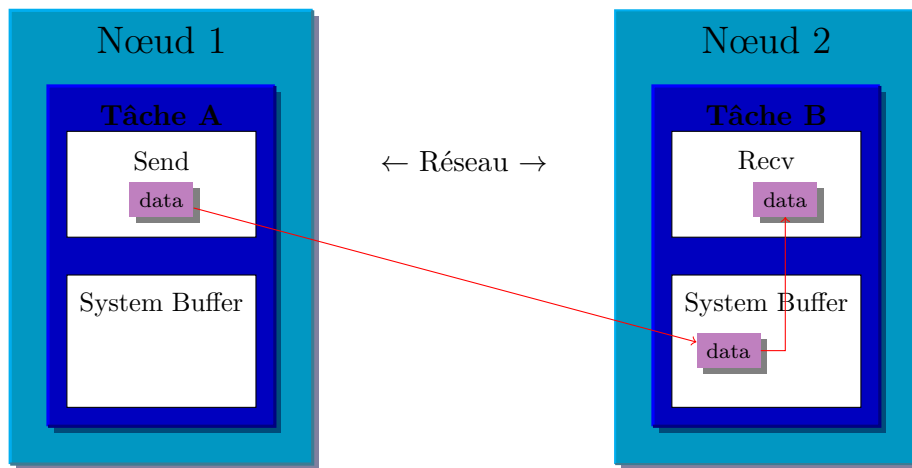 Nœud 1
Tâche A
Send
data
System Buffer
← Réseau →
Nœud 2
Tâche B
Recv
data
System Buffer
data